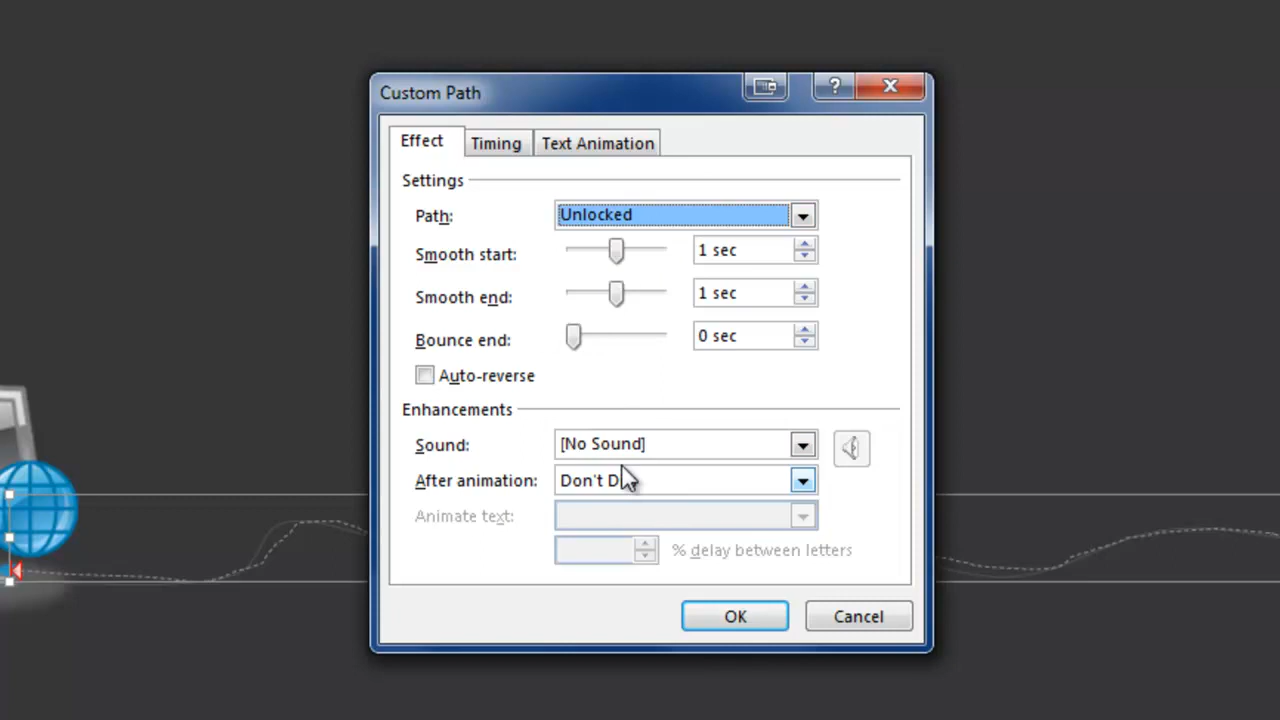 Custom Path
?
Effect Timing Text Animation
Settings
Path: Unlocked
Smooth start: 1 sec
Smooth end: 1 sec
Bounce end: 0 sec
Auto-reverse
Enhancements
Sound: [No Sound]
After animation: Don't
Animate text:
% delay between letters
OK Cancel